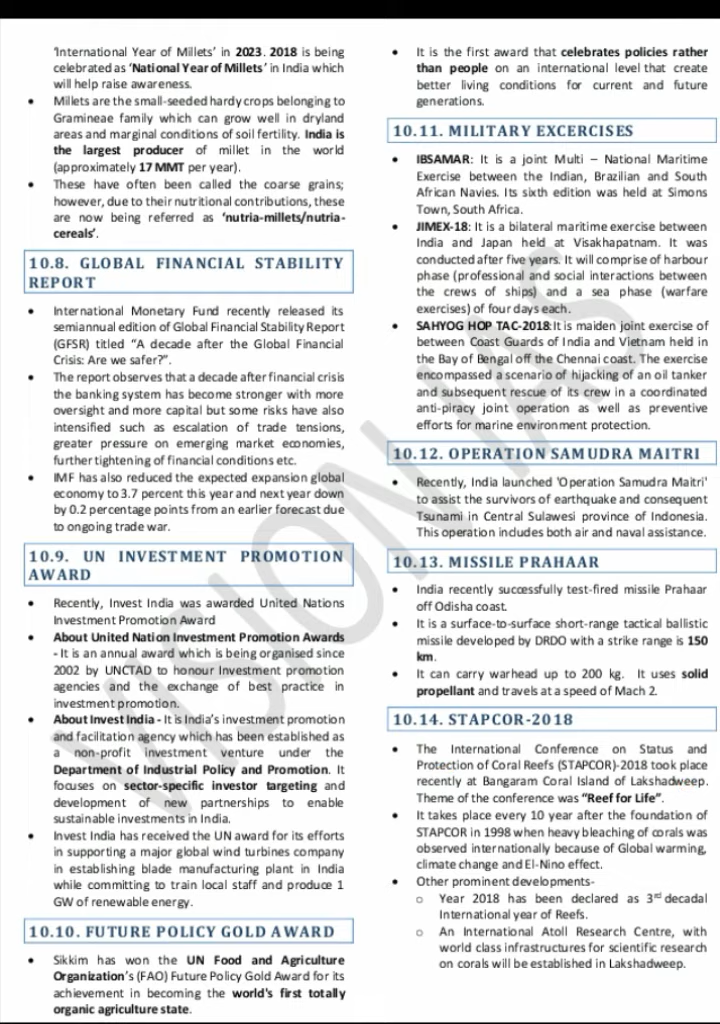 'International Year of Millets' in 2023. 2018 is being
celebrated as 'National Year of Millets' in India which
will help raise awareness.
• Millets are the small-seeded hardy crops belonging to
Gramineae family which can grow well in dryland
areas and marginal conditions of soil fertility. India is
the largest producer of millet in the world
(approximately 17 MMT per year).
• These have often been called the coarse grains;
however, due to their nutritional contributions, these
are now being referred as 'nutria-millets/nutria-
cereals'.
10.8. GLOBAL FINANCIAL STABILITY
REPORT
• International Monetary Fund recently released its
semiannual edition of Global Financial Stability Report
(GFSR) titled "A decade after the Global Financial
Crisis: Are we safer?".
• The report observes that a decade after financial crisis
the banking system has become stronger with more
oversight and more capital but some risks have also
intensified such as escalation of trade tensions,
greater pressure on emerging market economies,
further tightening of financial conditions etc.
• IMF has also reduced the expected expansion global
economy to 3.7 percent this year and next year down
by 0.2 percentage points from an earlier forecast due
to ongoing trade war.
10.9. UN INVESTMENT PROMOTION
AWARD
• Recently, Invest India was awarded United Nations
Investment Promotion Award
• About United Nation Investment Promotion Awards
- It is an annual award which is being organised since
2002 by UNCTAD to honour Investment promotion
agencies and the exchange of best practice in
investment promotion.
• About Invest India - It is India's investment promotion
and facilitation agency which has been established as
a non-profit investment venture under the
Department of Industrial Policy and Promotion. It
focuses on sector-specific investor targeting and
development of new partnerships to enable
sustainable investments in India.
• Invest India has received the UN award for its efforts
in supporting a major global wind turbines company
in establishing blade manufacturing plant in India
while committing to train local staff and produce 1
GW of renewable energy.
10.10. FUTURE POLICY GOLD AWARD
• Sikkim has won the UN Food and Agriculture
Organization's (FAO) Future Policy Gold Award for its
achievement in becoming the world's first totally
organic agriculture state.
• It is the first award that celebrates policies rather
than people on an international level that create
better living conditions for current and future
generations.
10.11. MILITARY EXCERCISES
• IBSAMAR: It is a joint Multi – National Maritime
Exercise between the Indian, Brazilian and South
African Navies. Its sixth edition was held at Simons
Town, South Africa.
• JIMEX-18: It is a bilateral maritime exercise between
India and Japan held at Visakhapatnam. It was
conducted after five years. It will comprise of harbour
phase (professional and social interactions between
the crews of ships) and a sea phase (warfare
exercises) of four days each.
• SAHYOG HOP TAC-2018:It is maiden joint exercise of
between Coast Guards of India and Vietnam held in
the Bay of Bengal off the Chennai coast. The exercise
encompassed a scenario of hijacking of an oil tanker
and subsequent rescue of its crew in a coordinated
anti-piracy joint operation as well as preventive
efforts for marine environment protection.
10.12. OPERATION SAMUDRA MAITRI
• Recently, India launched 'Operation Samudra Maitri'
to assist the survivors of earthquake and consequent
Tsunami in Central Sulawesi province of Indonesia.
This operation includes both air and naval assistance.
10.13. MISSILE PRAHAAR
• India recently successfully test-fired missile Prahaar
off Odisha coast.
• It is a surface-to-surface short-range tactical ballistic
missile developed by DRDO with a strike range is 150
km.
• It can carry warhead up to 200 kg. It uses solid
propellant and travels at a speed of Mach 2.
10.14. STAPCOR-2018
• The International Conference on Status and
Protection of Coral Reefs (STAPCOR)-2018 took place
recently at Bangaram Coral Island of Lakshadweep.
Theme of the conference was "Reef for Life".
• It takes place every 10 year after the foundation of
STAPCOR in 1998 when heavy bleaching of corals was
observed internationally because of Global warming,
climate change and El-Nino effect.
• Other prominent developments-
o Year 2018 has been declared as 3rd decadal
International year of Reefs.
o An International Atoll Research Centre, with
world class infrastructures for scientific research
on corals will be established in Lakshadweep.
VISION IAS